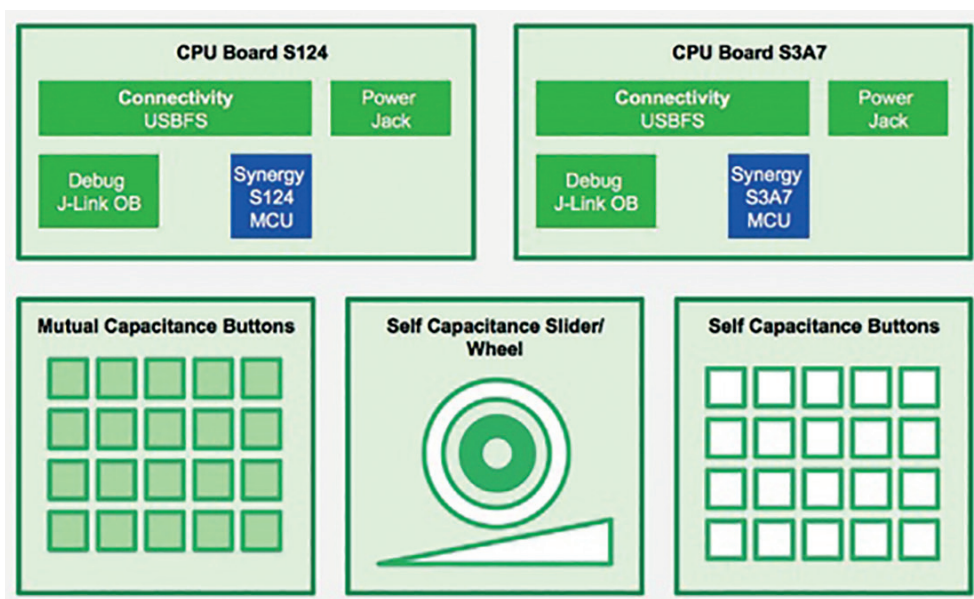 CPU Board S124
Connectivity
USBFS
Power
Jack
Debug
J-Link OB
Synergy
S124
MCU
CPU Board S3A7
Connectivity
USBFS
Power
Jack
Debug
J-Link OB
Synergy
S3A7
MCU
Mutual Capacitance Buttons
Self Capacitance Slider/
Wheel
Self Capacitance Buttons